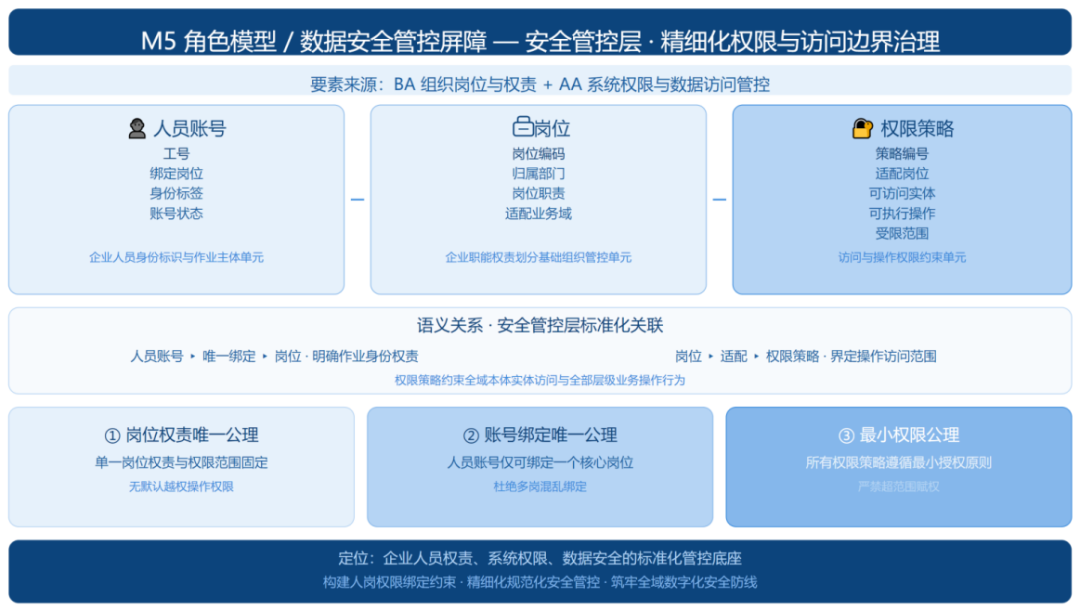 M5 角色模型 / 数据安全管控屏障 — 安全管控层 · 精细化权限与访问边界治理
要素来源：BA 组织岗位与权责 + AA 系统权限与数据访问管控
人员账号
工号
绑定岗位
身份标签
账号状态
企业人员身份标识与作业主体单元
岗位
岗位编码
归属部门
岗位职责
适配业务域
企业职能权责划分基础组织管控单元
权限策略
策略编号
适配岗位
可访问实体
可执行操作
受限范围
访问与操作权限约束单元
语义关系 · 安全管控层标准化关联
人员账号 ▸ 唯一绑定 ▸ 岗位 · 明确作业身份权责
岗位 ▸ 适配 ▸ 权限策略 · 界定操作访问范围
权限策略约束全域本体实体访问与全部层级业务操作行为
① 岗位权责唯一公理
单一岗位权责与权限范围固定
无默认越权操作权限
② 账号绑定唯一公理
人员账号仅可绑定一个核心岗位
杜绝多岗混乱绑定
③ 最小权限公理
所有权限策略遵循最小授权原则
严禁超范围赋权
定位：企业人员权责、系统权限、数据安全的标准化管控底座
构建人岗权限绑定约束 · 精细化规范化安全管控 · 筑牢全域数字化安全防线